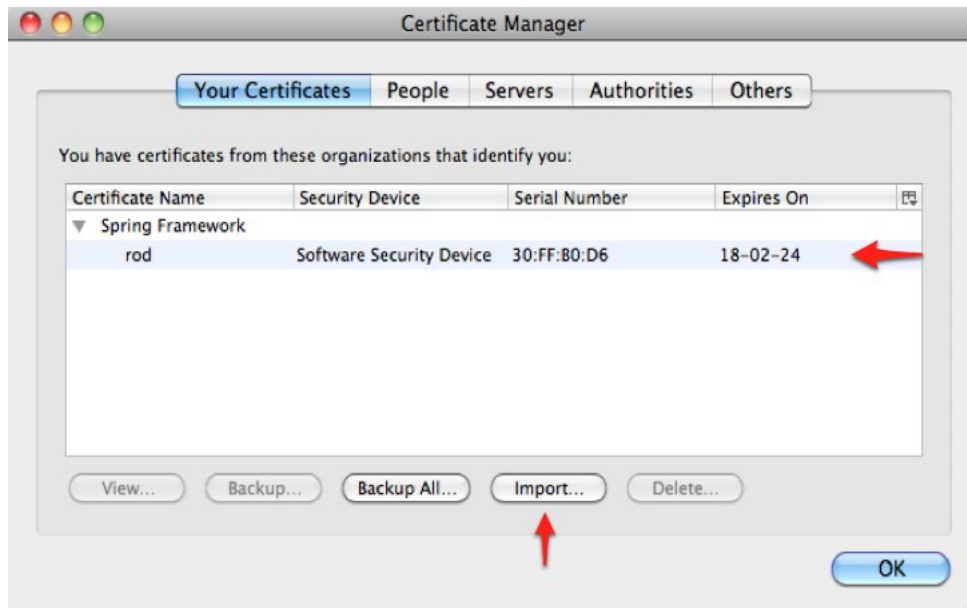 Certificate Manager
Your Certificates People Servers Authorities Others
You have certificates from these organizations that identify you:
Certificate Name Security Device Serial Number Expires On
Spring Framework
rod Software Security Device 30:FF:B0:D6 18-02-24
View... Backup... Backup All... Import... Delete...
OK